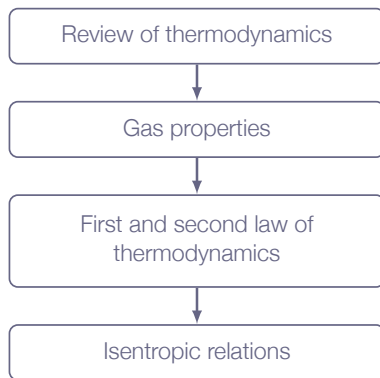 Review of thermodynamics
Gas properties
First and second law of
thermodynamics
Isentropic relations